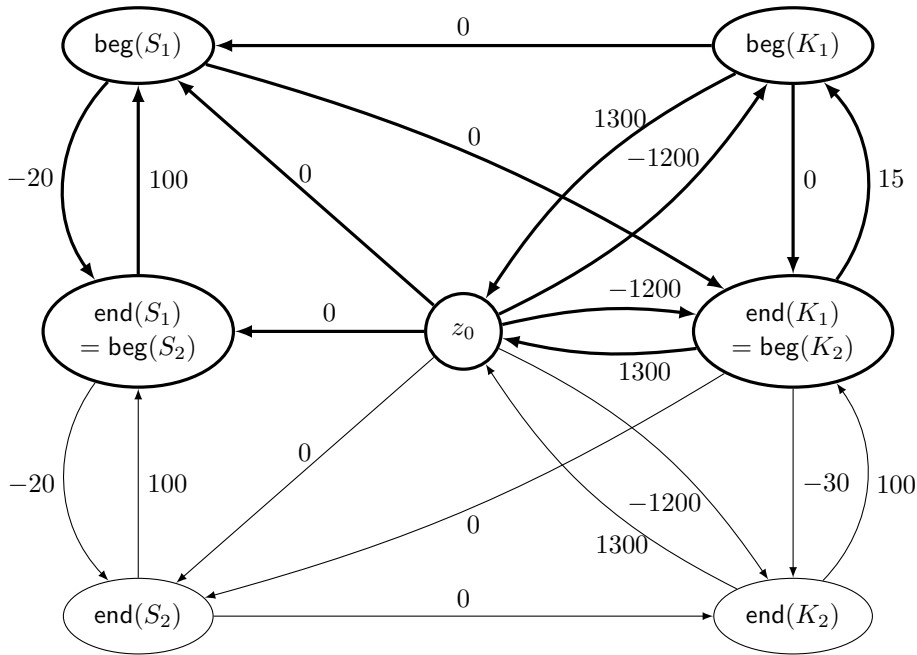 0
beg(S₁)
beg(K₁)
1300
0
−1200
−20
100
0
0
15
end(S₁)
= beg(S₂)
0
z₀
−1200
end(K₁)
= beg(K₂)
1300
0
−20
100
−30
100
−1200
0
1300
0
end(S₂)
end(K₂)